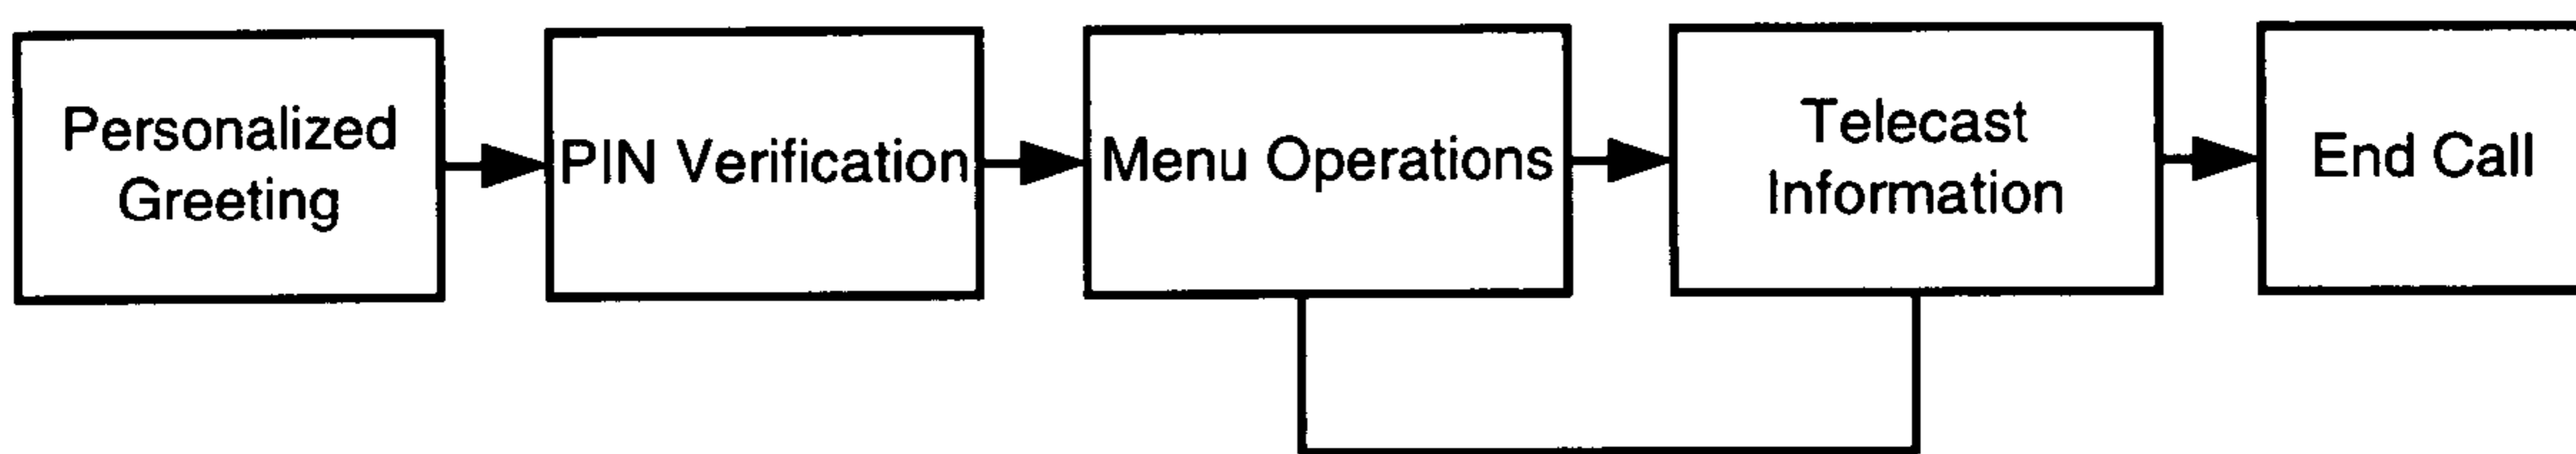 Personalized
Greeting
PIN Verification
Menu Operations
Telecast
Information
End Call